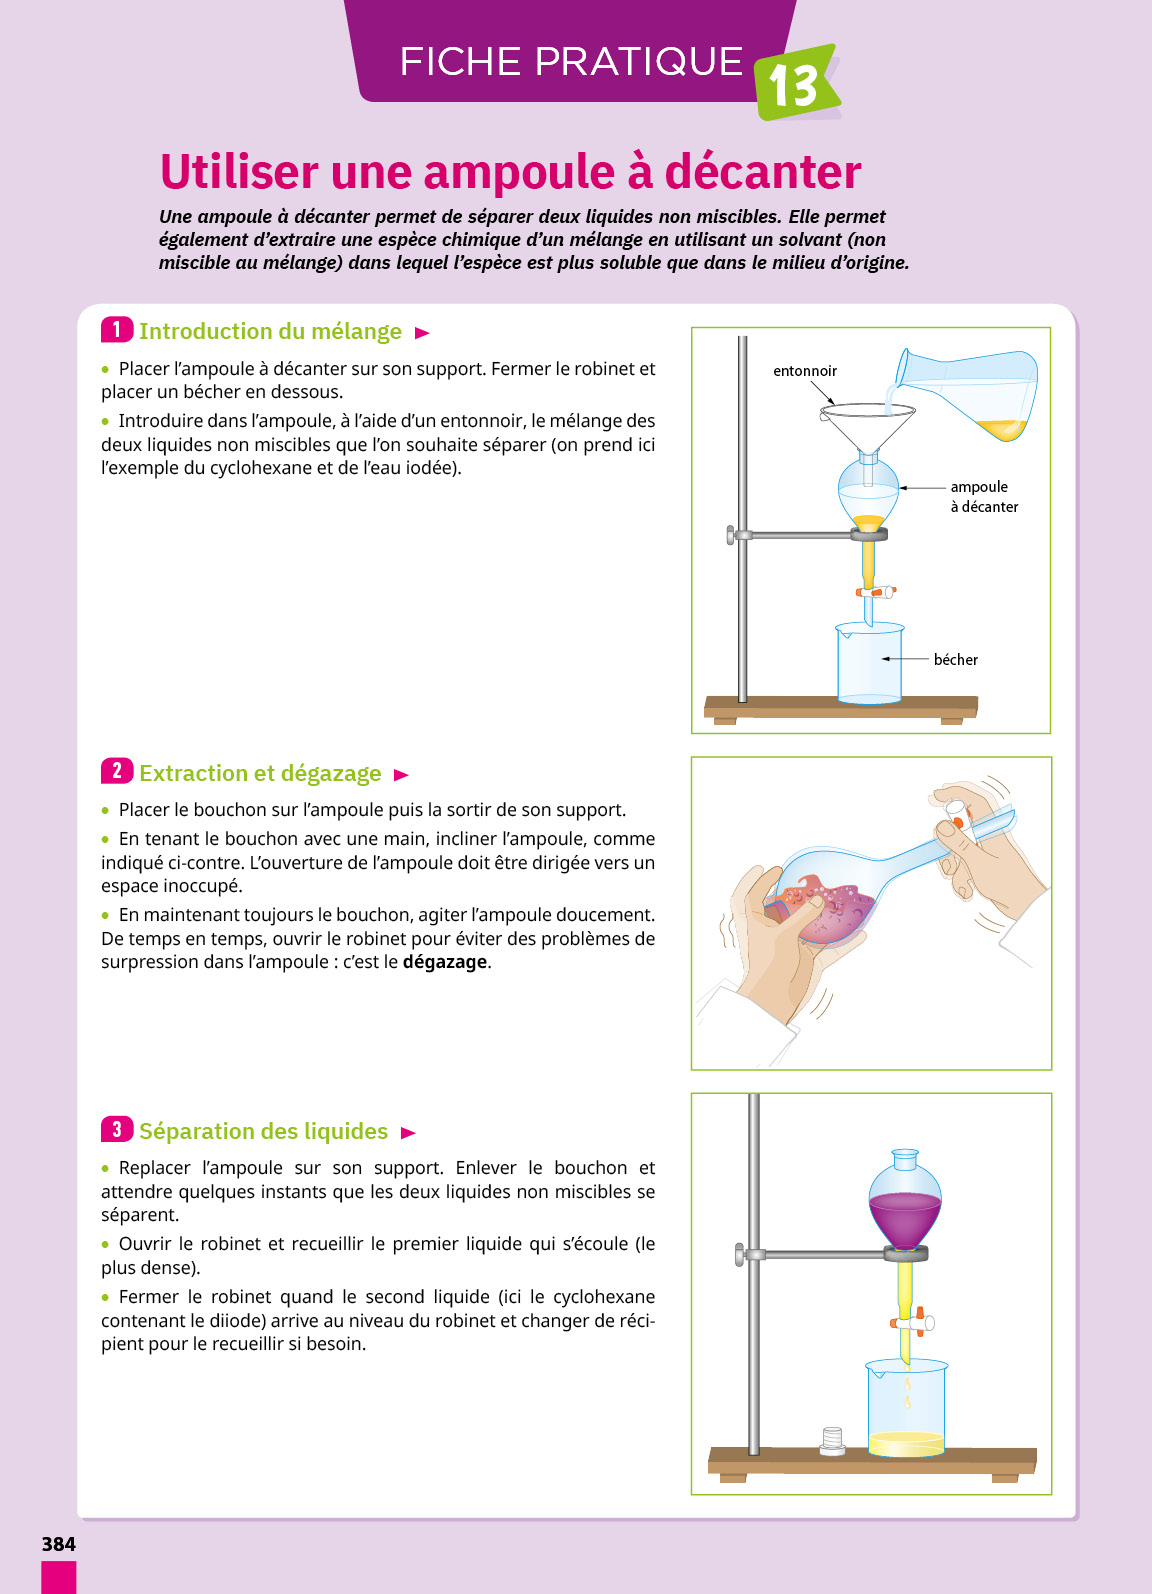 FICHE PRATIQUE
13
Utiliser une ampoule à décanter
Une ampoule à décanter permet de séparer deux liquides non miscibles. Elle permet
également d’extraire une espèce chimique d’un mélange en utilisant un solvant (non
miscible au mélange) dans lequel l’espèce est plus soluble que dans le milieu d’origine.
1 Introduction du mélange ►
• Placer l’ampoule à décanter sur son support. Fermer le robinet et
placer un bécher en dessous.
• Introduire dans l’ampoule, à l’aide d’un entonnoir, le mélange des
deux liquides non miscibles que l’on souhaite séparer (on prend ici
l’exemple du cyclohexane et de l’eau iodée).
entonnoir
ampoule
à décanter
bécher
2 Extraction et dégazage ►
• Placer le bouchon sur l’ampoule puis la sortir de son support.
• En tenant le bouchon avec une main, incliner l’ampoule, comme
indiqué ci-contre. L’ouverture de l’ampoule doit être dirigée vers un
espace inoccupé.
• En maintenant toujours le bouchon, agiter l’ampoule doucement.
De temps en temps, ouvrir le robinet pour éviter des problèmes de
surpression dans l’ampoule : c’est le dégazage.
3 Séparation des liquides ►
• Replacer l’ampoule sur son support. Enlever le bouchon et
attendre quelques instants que les deux liquides non miscibles se
séparent.
• Ouvrir le robinet et recueillir le premier liquide qui s’écoule (le
plus dense).
• Fermer le robinet quand le second liquide (ici le cyclohexane
contenant le diiode) arrive au niveau du robinet et changer de réci-
pient pour le recueillir si besoin.
384